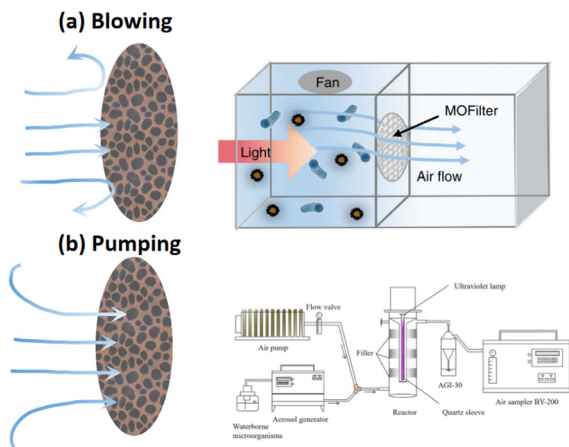 (a) Blowing
Fan
MOFilter
Light
Air flow
(b) Pumping
Ultraviolet lamp
Flow valve
Air pump
Filler
AGI-30
Waterborne
microorganisms
Aerosol generator
Reactor
Quartz sleeve
Air sampler BY-200